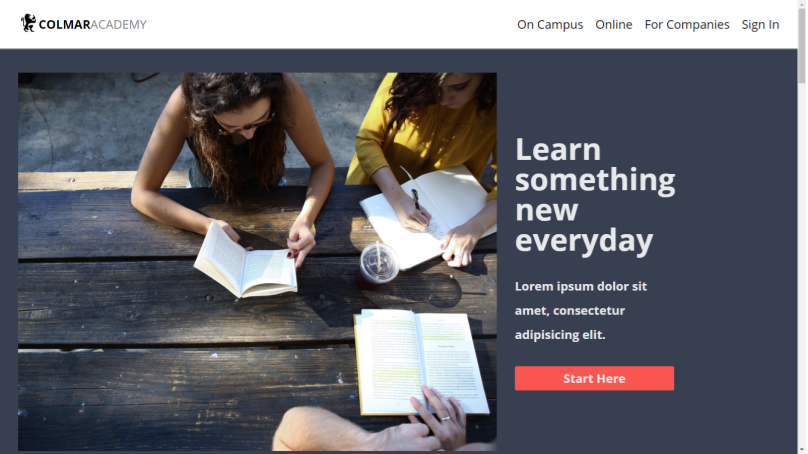 COLMARACADEMY
On Campus Online For Companies Sign In
Learn
something
new
everyday
Lorem ipsum dolor sit
amet, consectetur
adipisicing elit.
Start Here